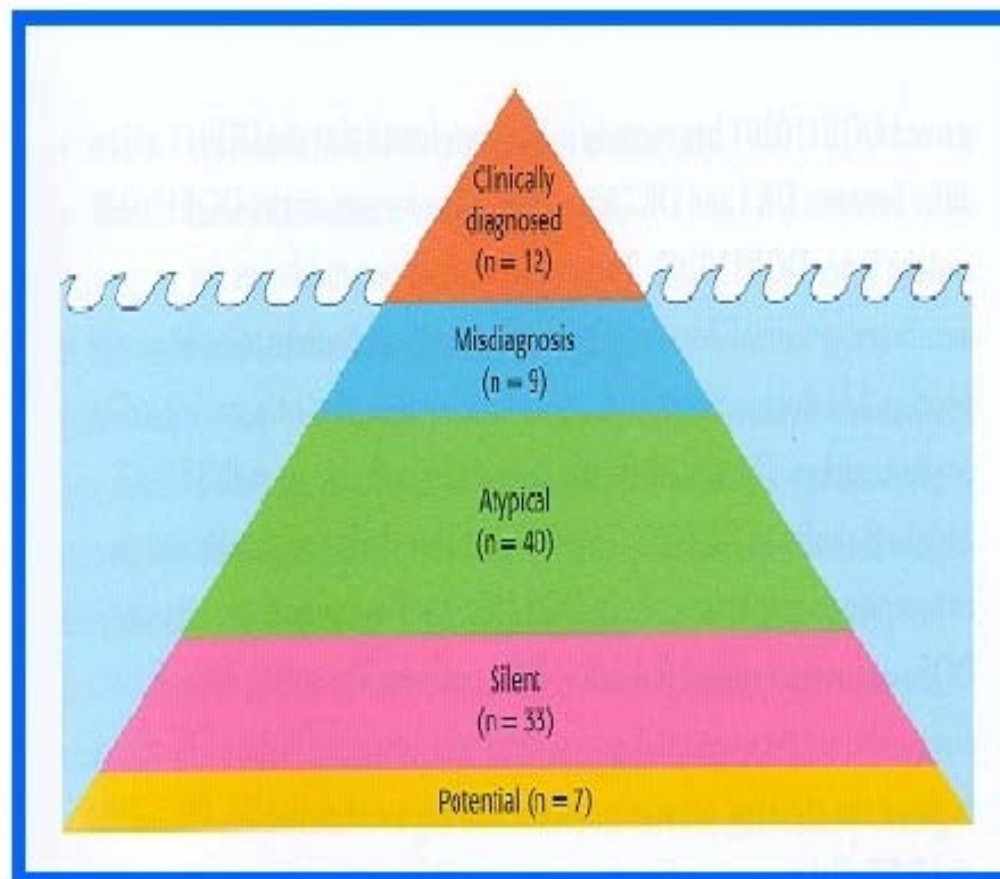 Clinically
diagnosed
(n = 12)
Misdiagnosis
(n = 9)
Atypical
(n = 40)
Silent
(n = 33)
Potential (n = 7)